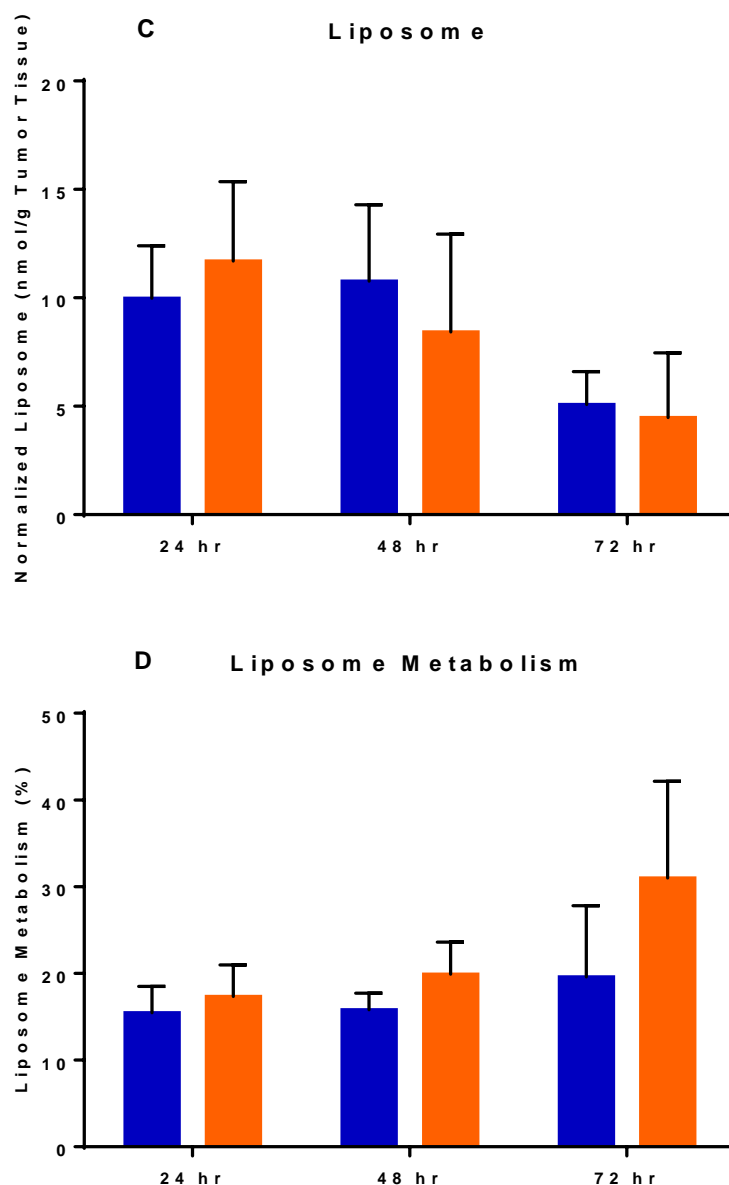 C Liposome
Normalized Liposome (nmol/g Tumor Tissue)
20
15
10
5
0
24 hr 48 hr 72 hr
D Liposome Metabolism
Liposome Metabolism (%)
50
40
30
20
10
0
24 hr 48 hr 72 hr